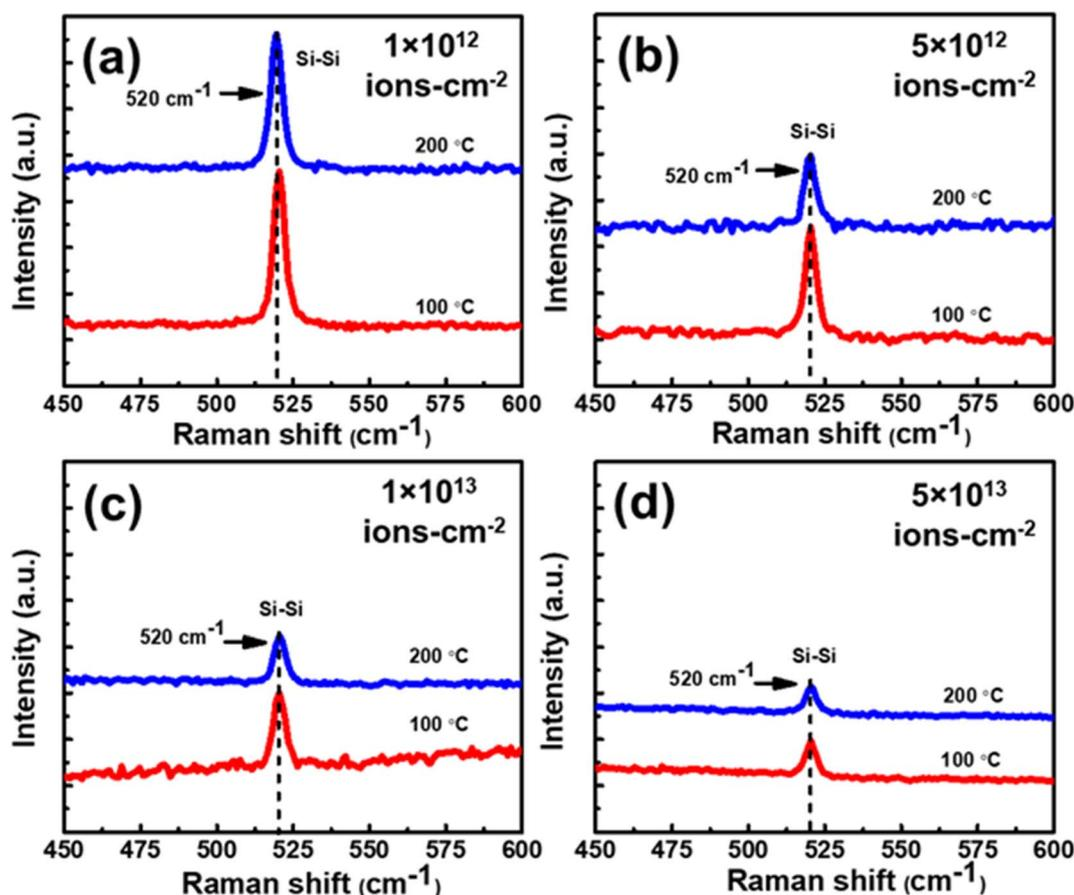 (a)
1×10¹²
ions-cm⁻²
Si-Si
520 cm⁻¹
200 °C
100 °C
Intensity (a.u.)
450 475 500 525 550 575 600
Raman shift (cm⁻¹)
(b)
5×10¹²
ions-cm⁻²
Si-Si
520 cm⁻¹
200 °C
100 °C
Intensity (a.u.)
450 475 500 525 550 575 600
Raman shift (cm⁻¹)
(c)
1×10¹³
ions-cm⁻²
Si-Si
520 cm⁻¹
200 °C
100 °C
Intensity (a.u.)
450 475 500 525 550 575 600
Raman shift (cm⁻¹)
(d)
5×10¹³
ions-cm⁻²
Si-Si
520 cm⁻¹
200 °C
100 °C
Intensity (a.u.)
450 475 500 525 550 575 600
Raman shift (cm⁻¹)